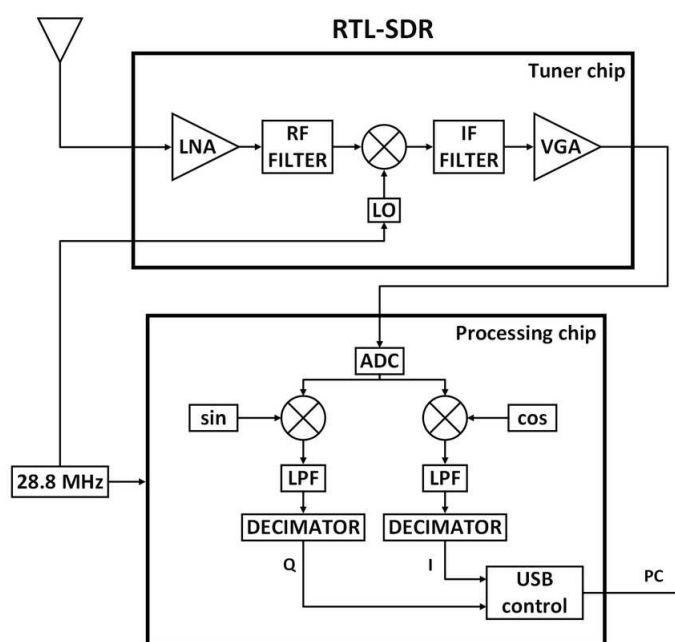 RTL-SDR
Tuner chip
LNA
RF
FILTER
IF
FILTER
VGA
LO
Processing chip
ADC
sin
cos
28.8 MHz
LPF
LPF
DECIMATOR
DECIMATOR
Q
I
USB
control
PC